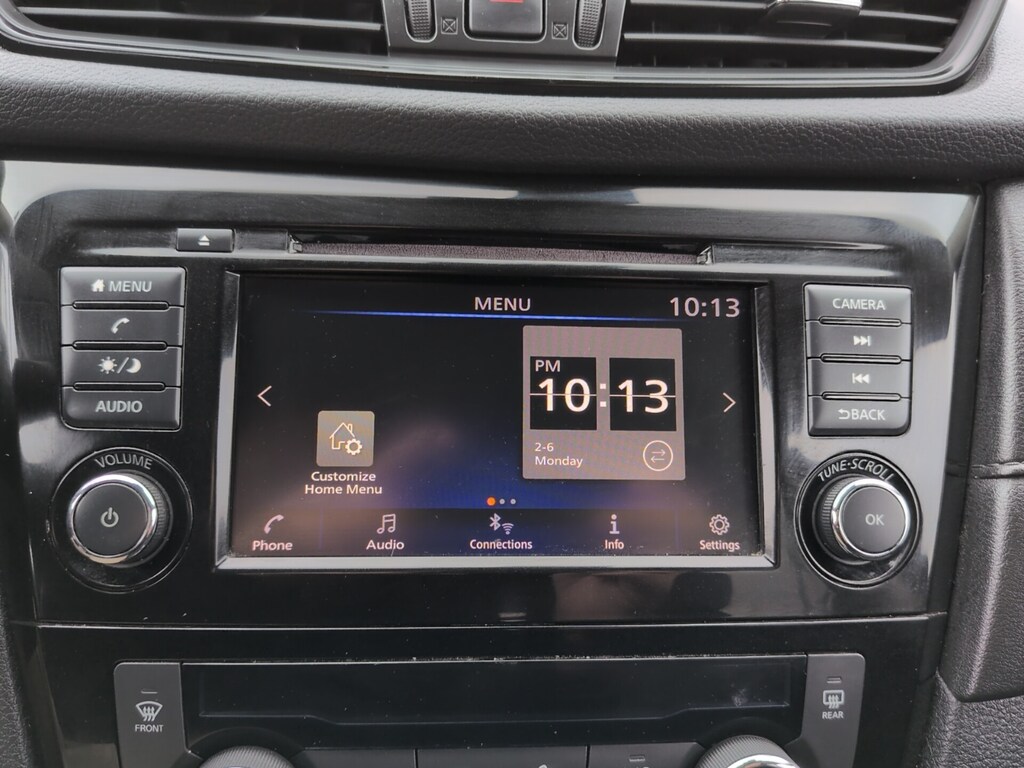 MENU
10:13
MENU
AUDIO
VOLUME
PM
10:13
2-6
Monday
Customize
Home Menu
Phone
Audio
Connections
Info
Settings
CAMERA
BACK
TUNE·SCROLL
OK
FRONT
REAR